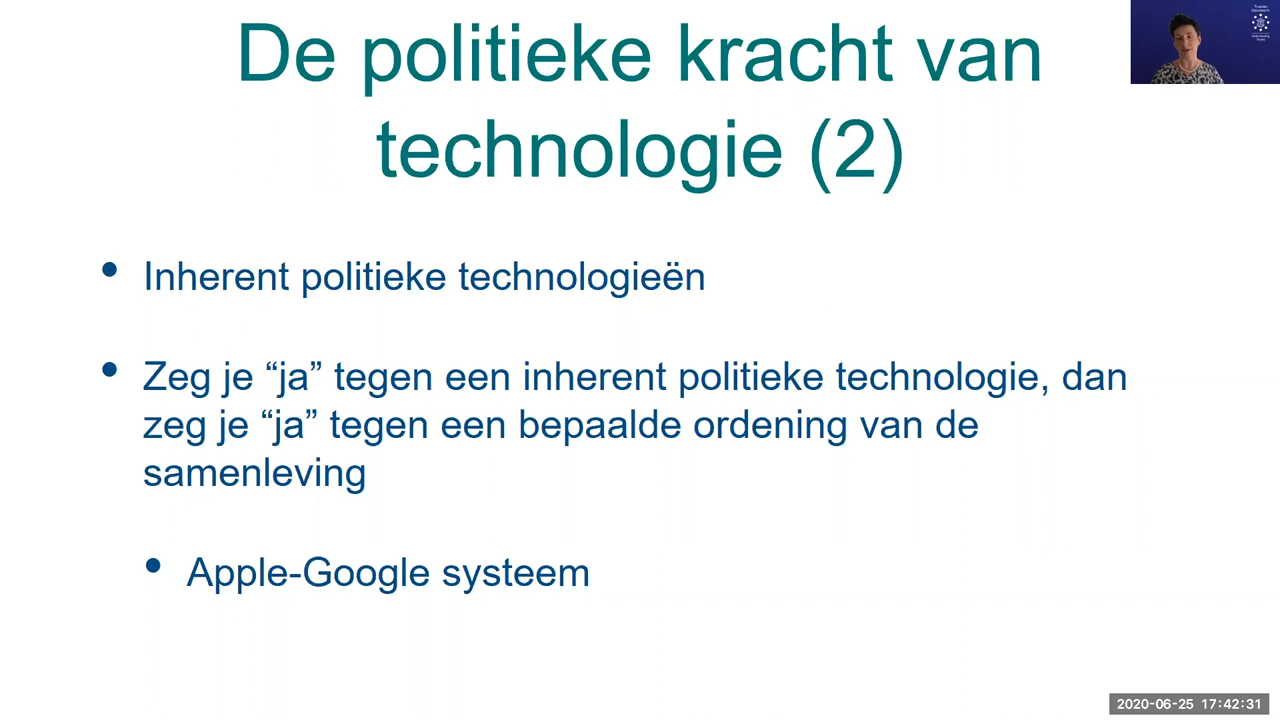 De politieke kracht van
technologie (2)
• Inherent politieke technologieën
• Zeg je “ja” tegen een inherent politieke technologie, dan
zeg je “ja” tegen een bepaalde ordening van de
samenleving
• Apple-Google systeem
2020-06-25 17:42:31